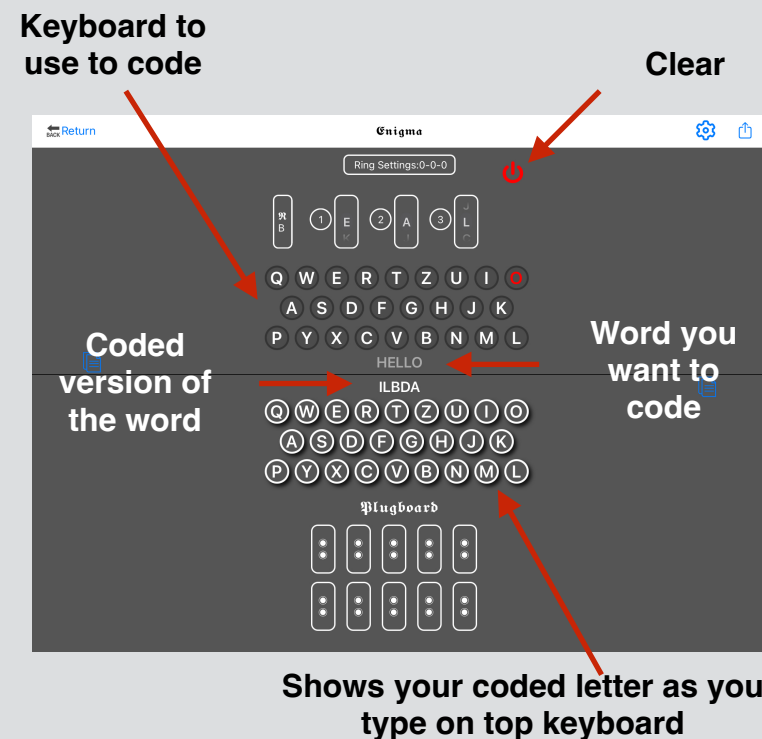 Keyboard to
use to code
Clear
BACK Return
Enigma
Ring Settings:0-0-0
R
B
1
E
K
2
A
J
3
J
L
C
Q W E R T Z U I O
A S D F G H J K
P Y X C V B N M L
HELLO
ILBDA
Coded
version of
the word
Word you
want to
code
Q W E R T Z U I O
A S D F G H J K
P Y X C V B N M L
Plugboard
Shows your coded letter as you
type on top keyboard